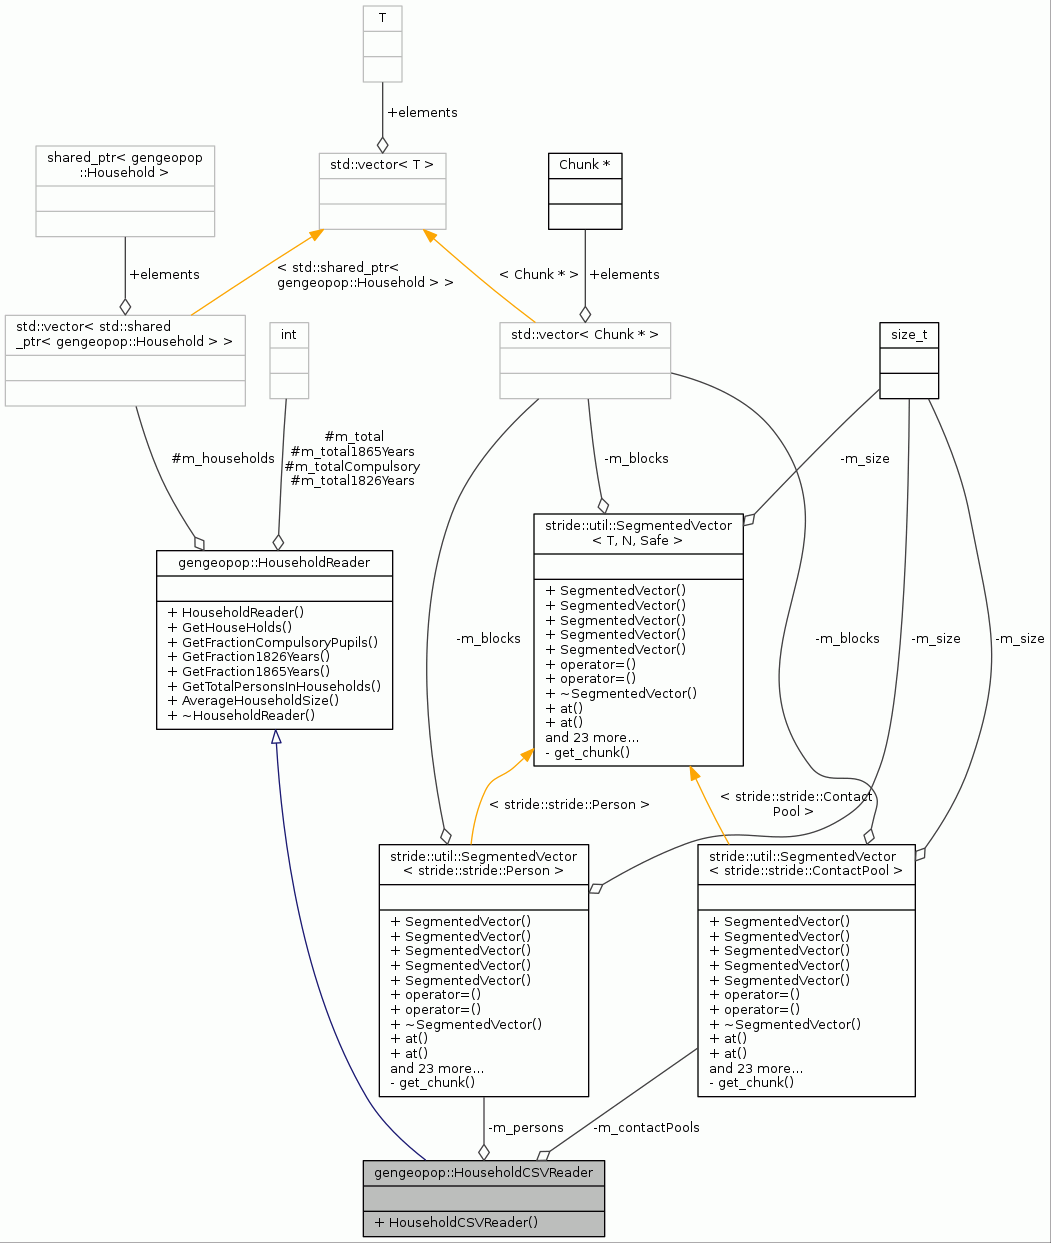 T
+elements
shared_ptr< gengeopop
::Household >
std::vector< T >
Chunk *
+elements
< std::shared_ptr<
gengeopop::Household > >
< Chunk * >
+elements
std::vector< std::shared
_ptr< gengeopop::Household > >
int
std::vector< Chunk * >
size_t
#m_households
#m_total
#m_total1865Years
#m_totalCompulsory
#m_total1826Years
-m_blocks
-m_size
gengeopop::HouseholdReader
+ HouseholdReader()
+ GetHouseHolds()
+ GetFractionCompulsoryPupils()
+ GetFraction1826Years()
+ GetFraction1865Years()
+ GetTotalPersonsInHouseholds()
+ AverageHouseholdSize()
+ ~HouseholdReader()
stride::util::SegmentedVector
< T, N, Safe >
+ SegmentedVector()
+ SegmentedVector()
+ SegmentedVector()
+ SegmentedVector()
+ SegmentedVector()
+ operator=()
+ operator=()
+ ~SegmentedVector()
+ at()
+ at()
and 23 more...
- get_chunk()
-m_blocks
-m_blocks
-m_size
-m_size
< stride::stride::Person >
< stride::stride::Contact
Pool >
stride::util::SegmentedVector
< stride::stride::Person >
+ SegmentedVector()
+ SegmentedVector()
+ SegmentedVector()
+ SegmentedVector()
+ SegmentedVector()
+ operator=()
+ operator=()
+ ~SegmentedVector()
+ at()
+ at()
and 23 more...
- get_chunk()
stride::util::SegmentedVector
< stride::stride::ContactPool >
+ SegmentedVector()
+ SegmentedVector()
+ SegmentedVector()
+ SegmentedVector()
+ SegmentedVector()
+ operator=()
+ operator=()
+ ~SegmentedVector()
+ at()
+ at()
and 23 more...
- get_chunk()
-m_persons
-m_contactPools
gengeopop::HouseholdCSVReader
+ HouseholdCSVReader()